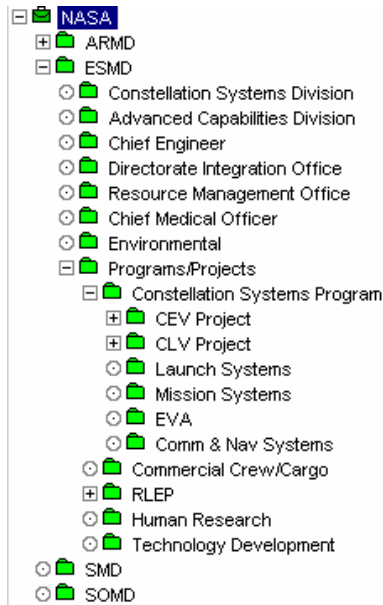 NASA
ARMD
ESMD
Constellation Systems Division
Advanced Capabilities Division
Chief Engineer
Directorate Integration Office
Resource Management Office
Chief Medical Officer
Environmental
Programs/Projects
Constellation Systems Program
CEV Project
CLV Project
Launch Systems
Mission Systems
EVA
Comm & Nav Systems
Commercial Crew/Cargo
RLEP
Human Research
Technology Development
SMD
SOMD